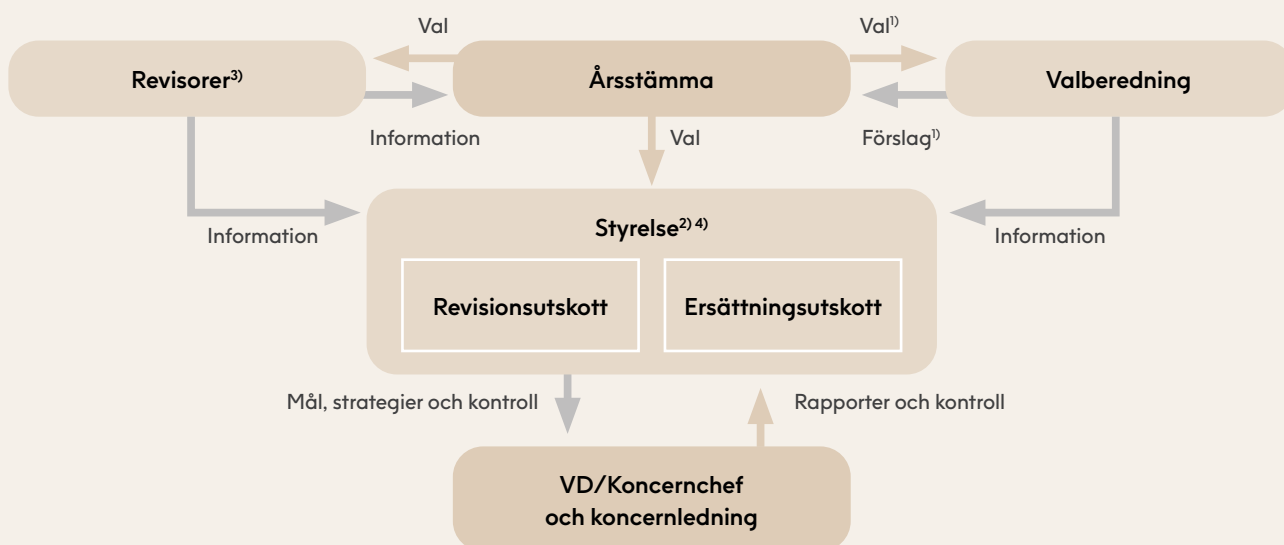 Val
Val¹⁾
Revisorer³⁾
Årsstämma
Valberedning
Information
Val
Förslag¹⁾
Information
Styrelse²⁾ ⁴⁾
Information
Revisionsutskott
Ersättningsutskott
Mål, strategier och kontroll
Rapporter och kontroll
VD/Koncernchef
och koncernledning